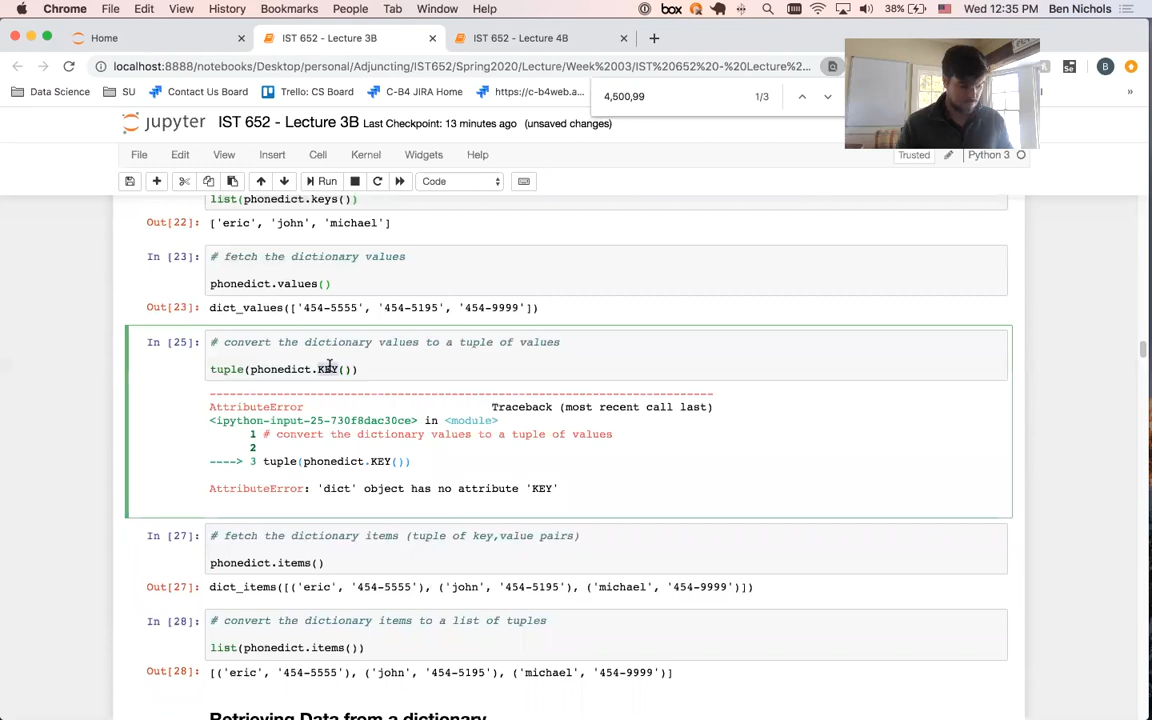 Chrome File Edit View History Bookmarks People Tab Window Help box 38% Wed 12:35 PM Ben Nichols
Home IST 652 - Lecture 3B IST 652 - Lecture 4B
localhost:8888/notebooks/Desktop/personal/Adjuncting/IST652/Spring2020/Lecture/Week%2003/IST%20652%20-%20Lecture%2... Se B
Data Science SU Contact Us Board Trello: CS Board C-B4 JIRA Home https://c-b4web.a... 4,500,99 1/3 »
jupyter IST 652 - Lecture 3B Last Checkpoint: 13 minutes ago (unsaved changes)
File Edit View Insert Cell Kernel Widgets Help Trusted Python 3
Run Code
list(phonedict.keys())
Out[22]: ['eric', 'john', 'michael']
In [23]: # fetch the dictionary values
phonedict.values()
Out[23]: dict_values(['454-5555', '454-5195', '454-9999'])
In [25]: # convert the dictionary values to a tuple of values
tuple(phonedict.KEY())
---------------------------------------------------------------------------
AttributeError Traceback (most recent call last)
<ipython-input-25-730f8dac30ce> in <module>
1 # convert the dictionary values to a tuple of values
2
----> 3 tuple(phonedict.KEY())
AttributeError: 'dict' object has no attribute 'KEY'
In [27]: # fetch the dictionary items (tuple of key,value pairs)
phonedict.items()
Out[27]: dict_items([('eric', '454-5555'), ('john', '454-5195'), ('michael', '454-9999')])
In [28]: # convert the dictionary items to a list of tuples
list(phonedict.items())
Out[28]: [('eric', '454-5555'), ('john', '454-5195'), ('michael', '454-9999')]
Retrieving Data from a dictionary